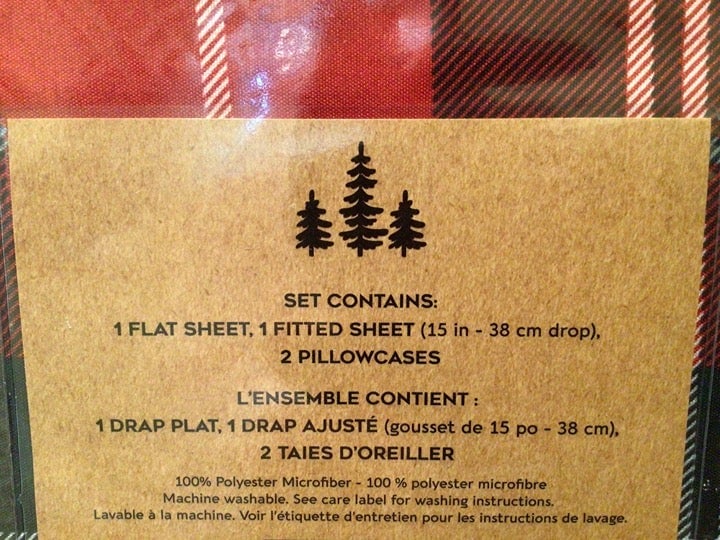 SET CONTAINS:
1 FLAT SHEET, 1 FITTED SHEET (15 in - 38 cm drop),
2 PILLOWCASES
L'ENSEMBLE CONTIENT :
1 DRAP PLAT, 1 DRAP AJUSTÉ (gousset de 15 po - 38 cm),
2 TAIES D'OREILLER
100% Polyester Microfiber - 100 % polyester microfibre
Machine washable. See care label for washing instructions.
Lavable à la machine. Voir l'étiquette d'entretien pour les instructions de lavage.